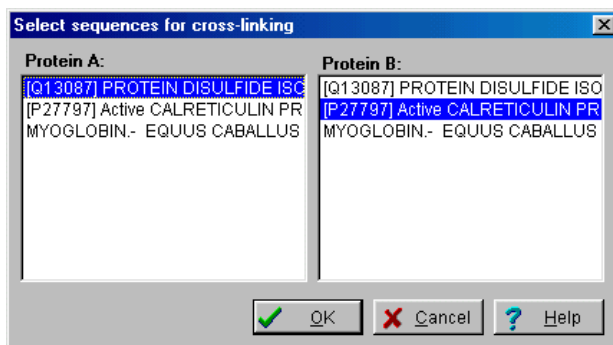 Select sequences for cross-linking
Protein A:
[Q13087] PROTEIN DISULFIDE ISO
[P27797] Active CALRETICULIN PR
MYOGLOBIN.- EQUUS CABALLUS
Protein B:
[Q13087] PROTEIN DISULFIDE ISO
[P27797] Active CALRETICULIN PR
MYOGLOBIN.- EQUUS CABALLUS
OK
Cancel
Help